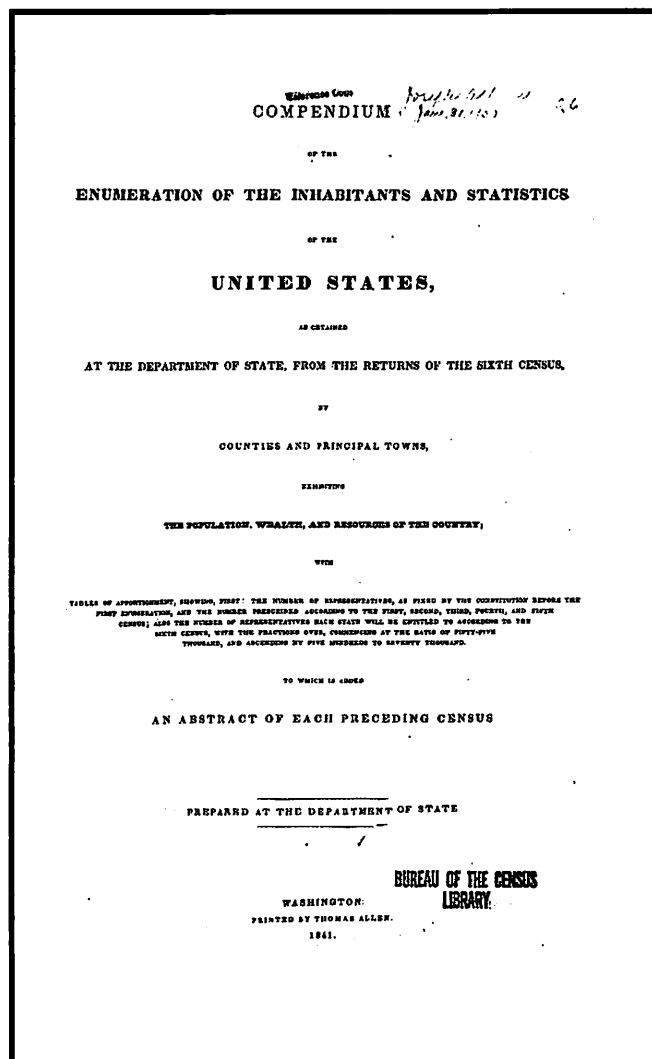 Reference Copy
COMPENDIUM
OF THE
ENUMERATION OF THE INHABITANTS AND STATISTICS
OF THE
UNITED STATES,
AS OBTAINED
AT THE DEPARTMENT OF STATE, FROM THE RETURNS OF THE SIXTH CENSUS,
BY
COUNTIES AND PRINCIPAL TOWNS,
EXHIBITING
THE POPULATION, WEALTH, AND RESOURCES OF THE COUNTRY;
WITH
TABLES OF APPORTIONMENT, SHOWING, FIRST: THE NUMBER OF REPRESENTATIVES, AS FIXED BY THE CONSTITUTION BEFORE THE
FIRST ENUMERATION, AND THE NUMBER PRESCRIBED ACCORDING TO THE FIRST, SECOND, THIRD, FOURTH, AND FIFTH
CENSUS; ALSO THE NUMBER OF REPRESENTATIVES EACH STATE WILL BE ENTITLED TO ACCORDING TO THE
SIXTH CENSUS, WITH THE FRACTIONS OVER, COMMENCING AT THE RATIO OF FIFTY-FIVE
THOUSAND, AND ASCENDING BY FIVE HUNDREDS TO SEVENTY THOUSAND.
TO WHICH IS ADDED
AN ABSTRACT OF EACH PRECEDING CENSUS
PREPARED AT THE DEPARTMENT OF STATE
BUREAU OF THE CENSUS
LIBRARY
WASHINGTON:
PRINTED BY THOMAS ALLEN.
1841.